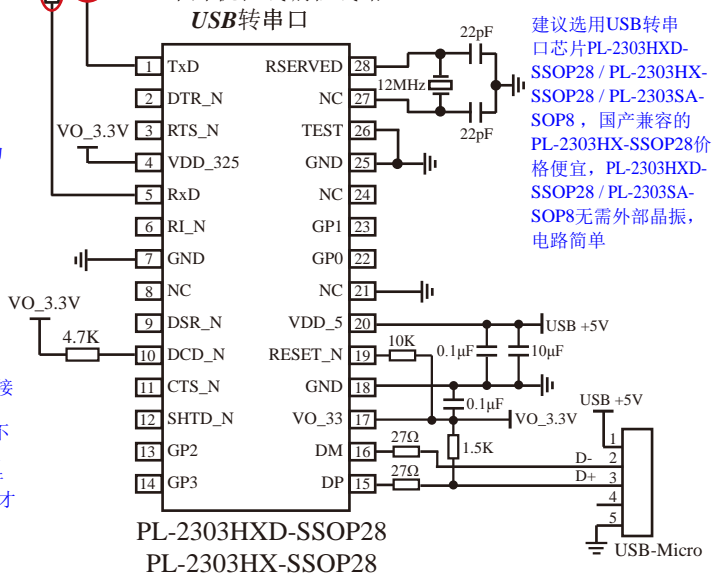 USB转串口
1 TxD
2 DTR_N
3 RTS_N
4 VDD_325
5 RxD
6 RI_N
7 GND
8 NC
9 DSR_N
10 DCD_N
11 CTS_N
12 SHTD_N
13 GP2
14 GP3
RSERVED 28
NC 27
TEST 26
GND 25
NC 24
GP1 23
GP0 22
NC 21
VDD_5 20
RESET_N 19
GND 18
VO_33 17
DM 16
DP 15
VO_3.3V
VO_3.3V
4.7K
接
不
才
22pF
12MHz
22pF
USB +5V
10K
0.1μF
10μF
0.1μF
VO_3.3V
27Ω
1.5K
27Ω
USB +5V
D-
D+
1
2
3
4
5
USB-Micro
PL-2303HXD-SSOP28
PL-2303HX-SSOP28
建议选用USB转串
口芯片PL-2303HXD-
SSOP28 / PL-2303HX-
SSOP28 / PL-2303SA-
SOP8，国产兼容的
PL-2303HX-SSOP28价
格便宜，PL-2303HXD-
SSOP28 / PL-2303SA-
SOP8无需外部晶振，
电路简单